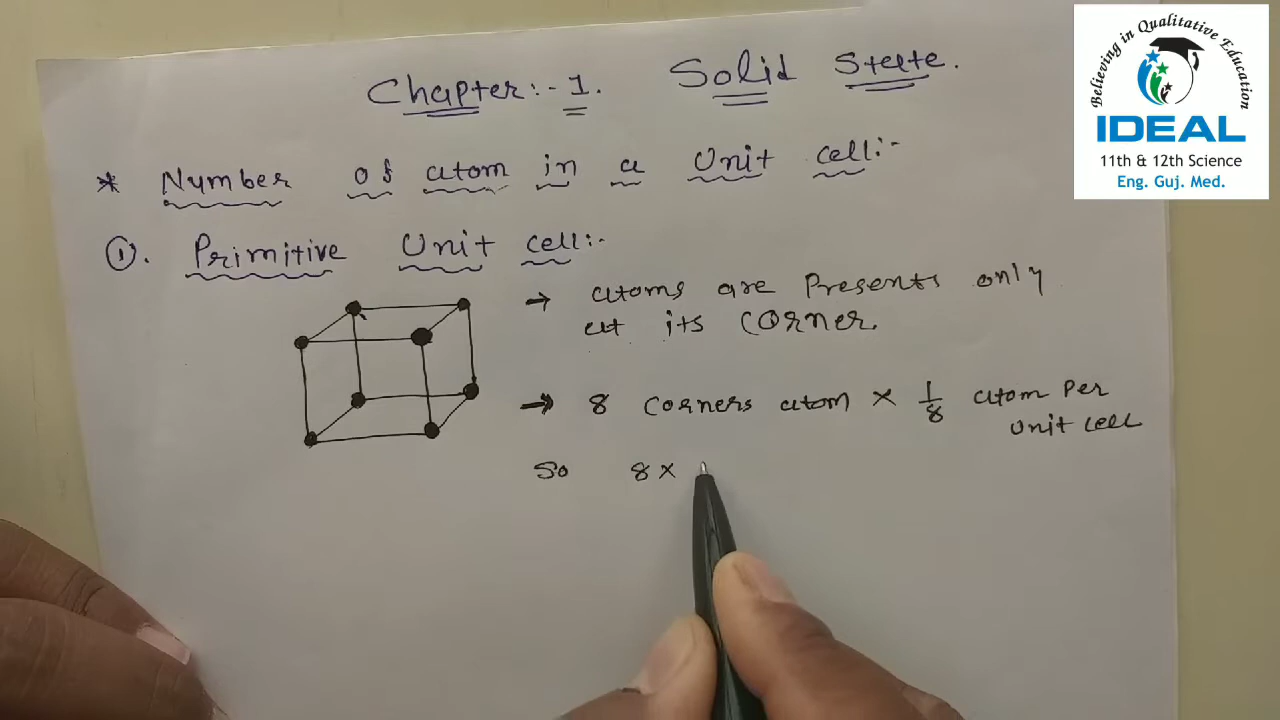 Chapter:- 1. Solid State.
* Number of atom in a Unit cell:-
①. Primitive Unit cell:-
→ atoms are Presents only
at its corner.
→ 8 corners atom × 1/8 atom Per
Unit cell
So 8 ×
Believing in Qualitative Education
IDEAL
11th & 12th Science
Eng. Guj. Med.